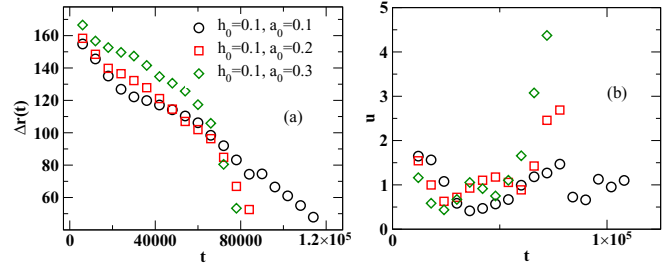 160
140
120
100
80
60
Δr(t)
h₀=0.1, a₀=0.1
h₀=0.1, a₀=0.2
h₀=0.1, a₀=0.3
(a)
0
40000
80000
1.2×10⁵
t
5
4
3
2
1
0
u
(b)
0
1×10⁵
t